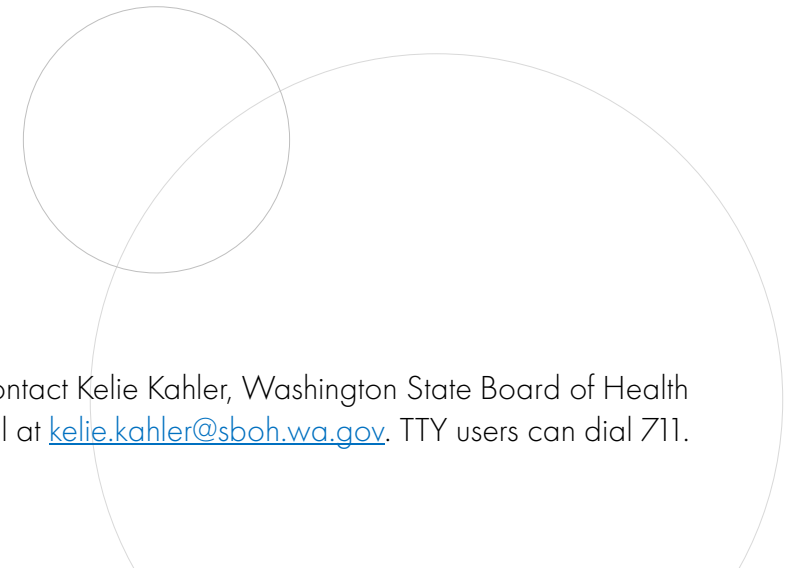 ontact Kelie Kahler, Washington State Board of Health
l at kelie.kahler@sboh.wa.gov. TTY users can dial 711.